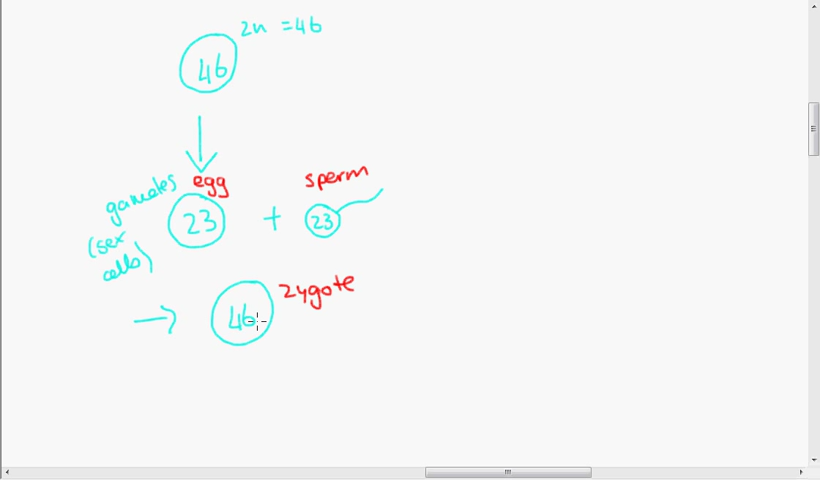 2n = 46
46
egg
sperm
gametes
(sex
cells)
23
+
23
46
zygote